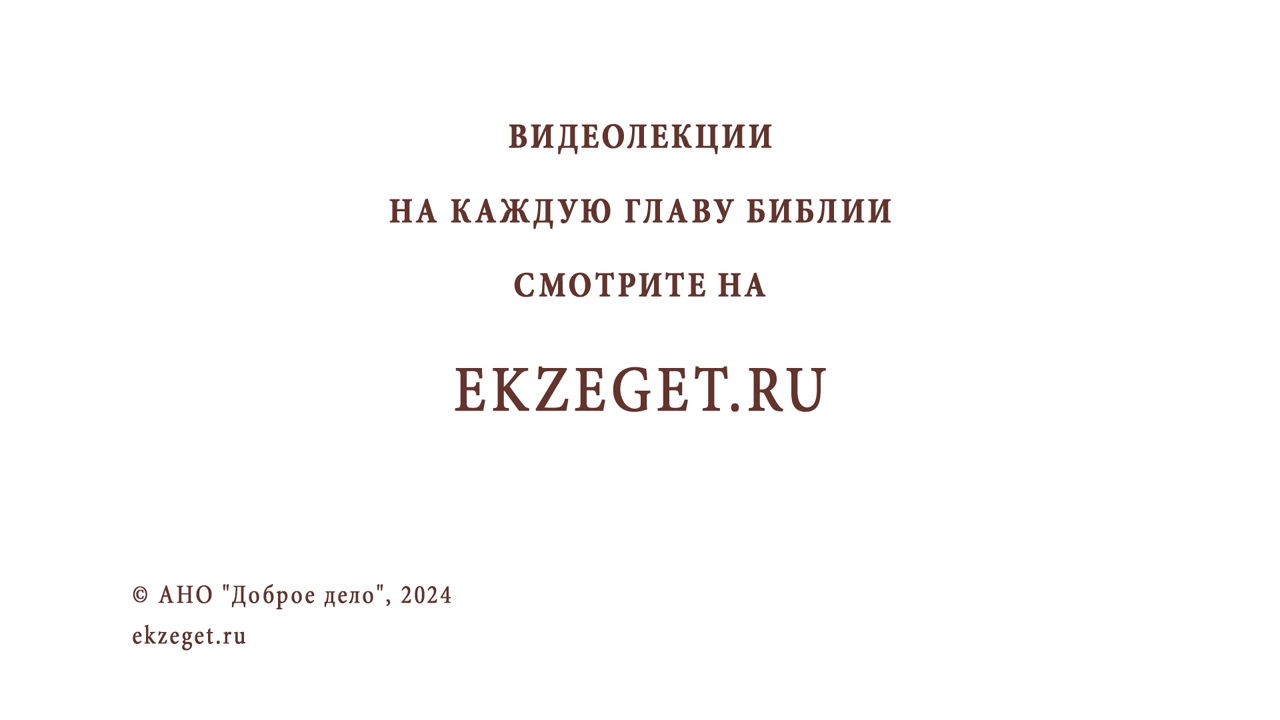 ВИДЕОЛЕКЦИИ
НА КАЖДУЮ ГЛАВУ БИБЛИИ
СМОТРИТЕ НА
EKZEGET.RU
© АНО "Доброе дело", 2024
ekzeget.ru